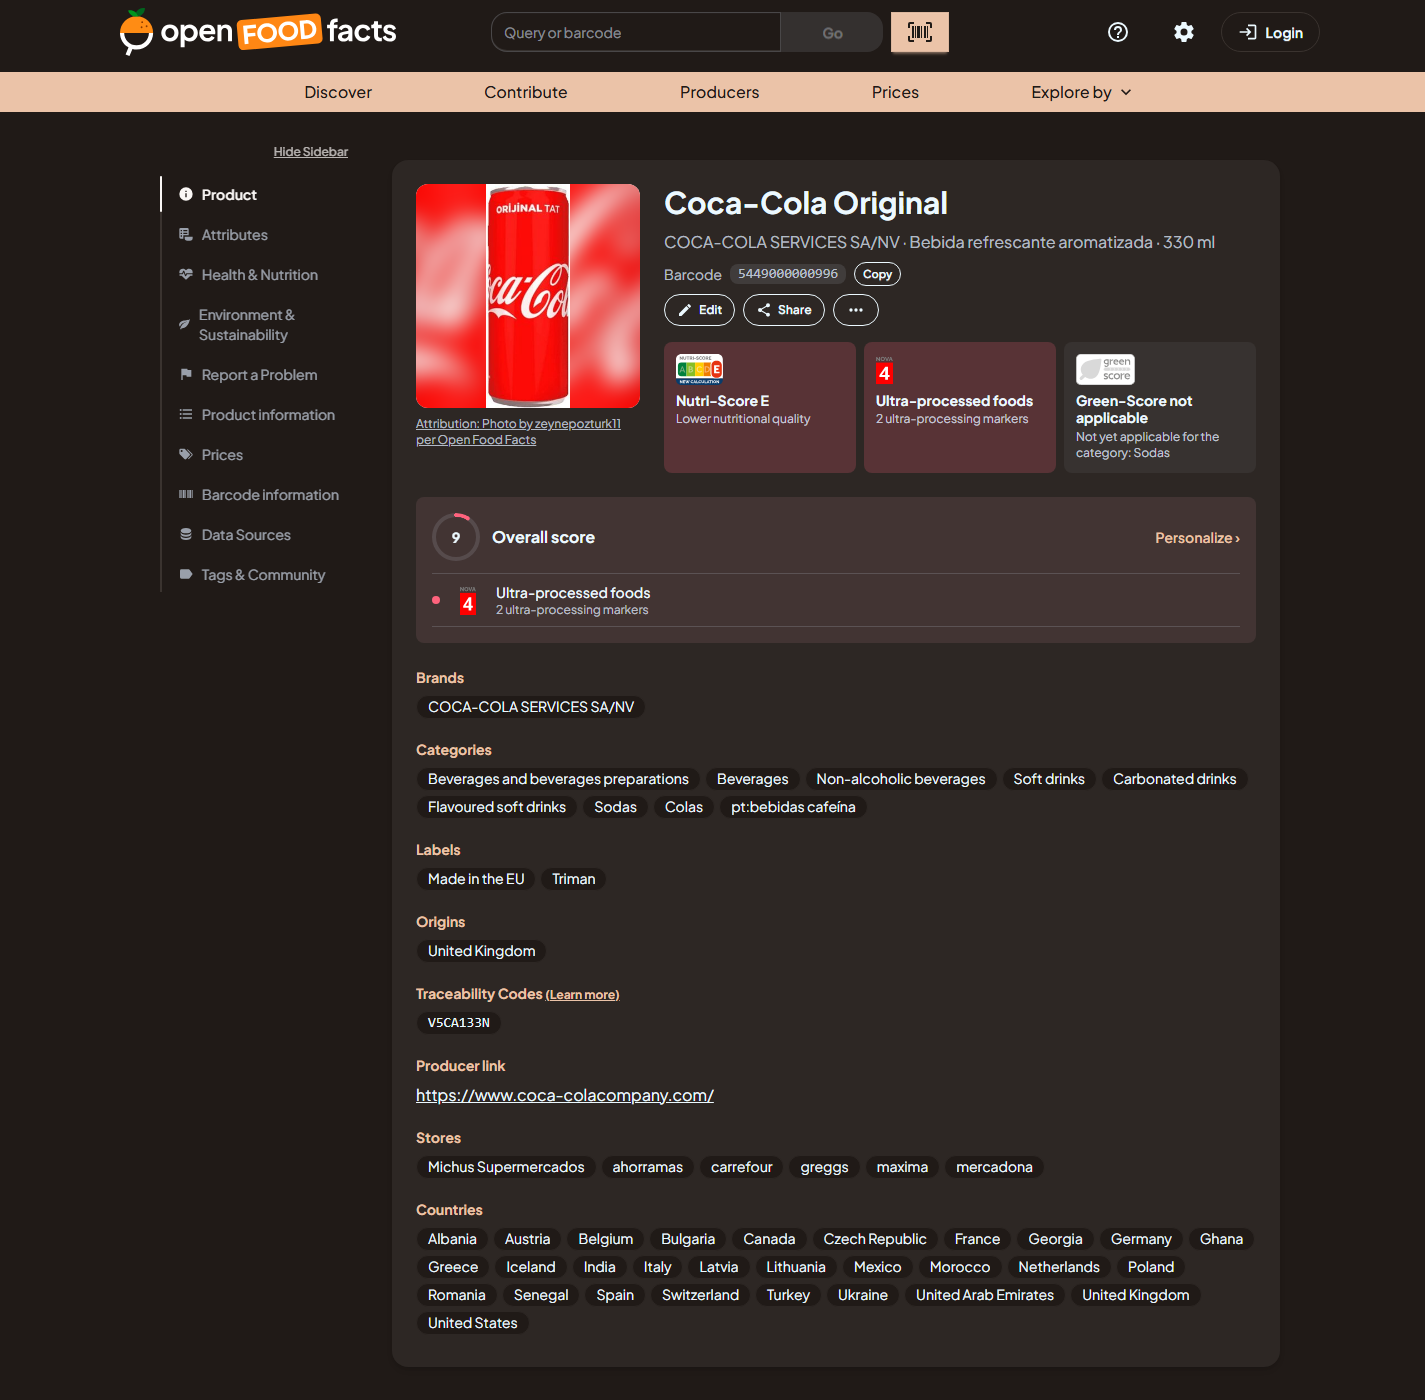 open FOOD facts
Query or barcode
Go
Login
Discover
Contribute
Producers
Prices
Explore by
Hide Sidebar
Product
Attributes
Health & Nutrition
Environment &
Sustainability
Report a Problem
Product information
Prices
Barcode information
Data Sources
Tags & Community
ORİJİNAL TAT
Coca-Cola Original
COCA-COLA SERVICES SA/NV · Bebida refrescante aromatizada · 330 ml
Barcode 5449000000996 Copy
Edit
Share
Attribution: Photo by zeynepozturk11
per Open Food Facts
NUTRI-SCORE
A B C D E
NEW CALCULATION
Nutri-Score E
Lower nutritional quality
NOVA
4
Ultra-processed foods
2 ultra-processing markers
green
score
Green-Score not
applicable
Not yet applicable for the
category: Sodas
9
Overall score
Personalize ›
NOVA
4
Ultra-processed foods
2 ultra-processing markers
Brands
COCA-COLA SERVICES SA/NV
Categories
Beverages and beverages preparations Beverages Non-alcoholic beverages Soft drinks Carbonated drinks
Flavoured soft drinks Sodas Colas pt:bebidas cafeína
Labels
Made in the EU Triman
Origins
United Kingdom
Traceability Codes (Learn more)
V5CA133N
Producer link
https://www.coca-colacompany.com/
Stores
Michus Supermercados ahorramas carrefour greggs maxima mercadona
Countries
Albania Austria Belgium Bulgaria Canada Czech Republic France Georgia Germany Ghana
Greece Iceland India Italy Latvia Lithuania Mexico Morocco Netherlands Poland
Romania Senegal Spain Switzerland Turkey Ukraine United Arab Emirates United Kingdom
United States